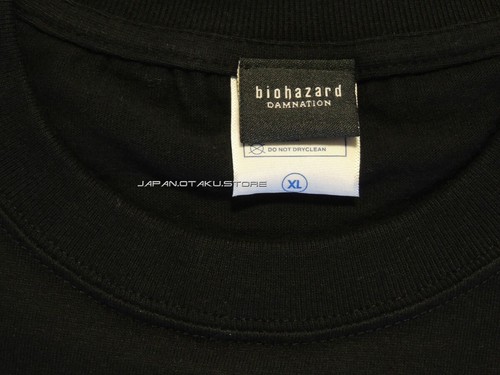 biohazard
DAMNATION
DO NOT DRYCLEAN
JAPAN.OTAKU.STORE
XL